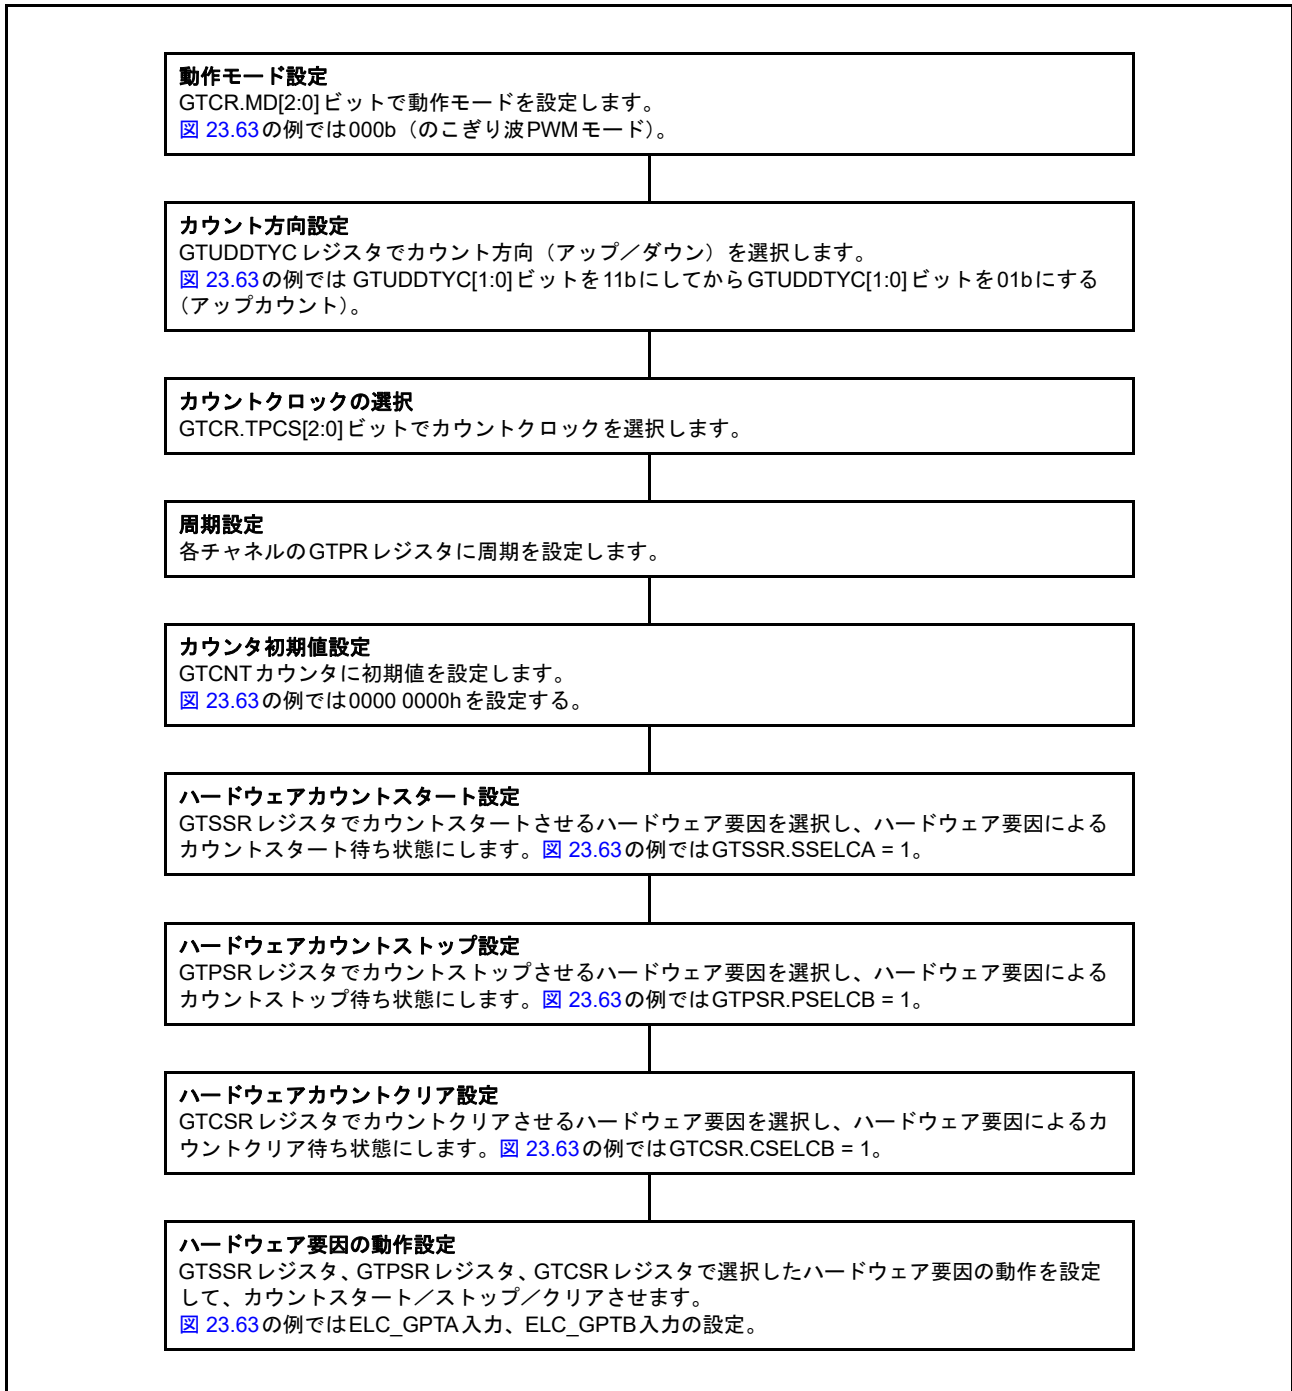 動作モード設定
GTCR.MD[2:0]ビットで動作モードを設定します。
図 23.63の例では000b（のこぎり波PWMモード）。
カウント方向設定
GTUDDTYCレジスタでカウント方向（アップ／ダウン）を選択します。
図 23.63の例では GTUDDTYC[1:0]ビットを11bにしてからGTUDDTYC[1:0]ビットを01bにする
（アップカウント）。
カウントクロックの選択
GTCR.TPCS[2:0]ビットでカウントクロックを選択します。
周期設定
各チャネルのGTPRレジスタに周期を設定します。
カウンタ初期値設定
GTCNTカウンタに初期値を設定します。
図 23.63の例では0000 0000hを設定する。
ハードウェアカウントスタート設定
GTSSRレジスタでカウントスタートさせるハードウェア要因を選択し、ハードウェア要因による
カウントスタート待ち状態にします。図 23.63の例ではGTSSR.SSELCA = 1。
ハードウェアカウントストップ設定
GTPSRレジスタでカウントストップさせるハードウェア要因を選択し、ハードウェア要因による
カウントストップ待ち状態にします。図 23.63の例ではGTPSR.PSELCB = 1。
ハードウェアカウントクリア設定
GTCSRレジスタでカウントクリアさせるハードウェア要因を選択し、ハードウェア要因によるカ
ウントクリア待ち状態にします。図 23.63の例ではGTCSR.CSELCB = 1。
ハードウェア要因の動作設定
GTSSRレジスタ、GTPSRレジスタ、GTCSRレジスタで選択したハードウェア要因の動作を設定
して、カウントスタート／ストップ／クリアさせます。
図 23.63の例ではELC_GPTA入力、ELC_GPTB入力の設定。